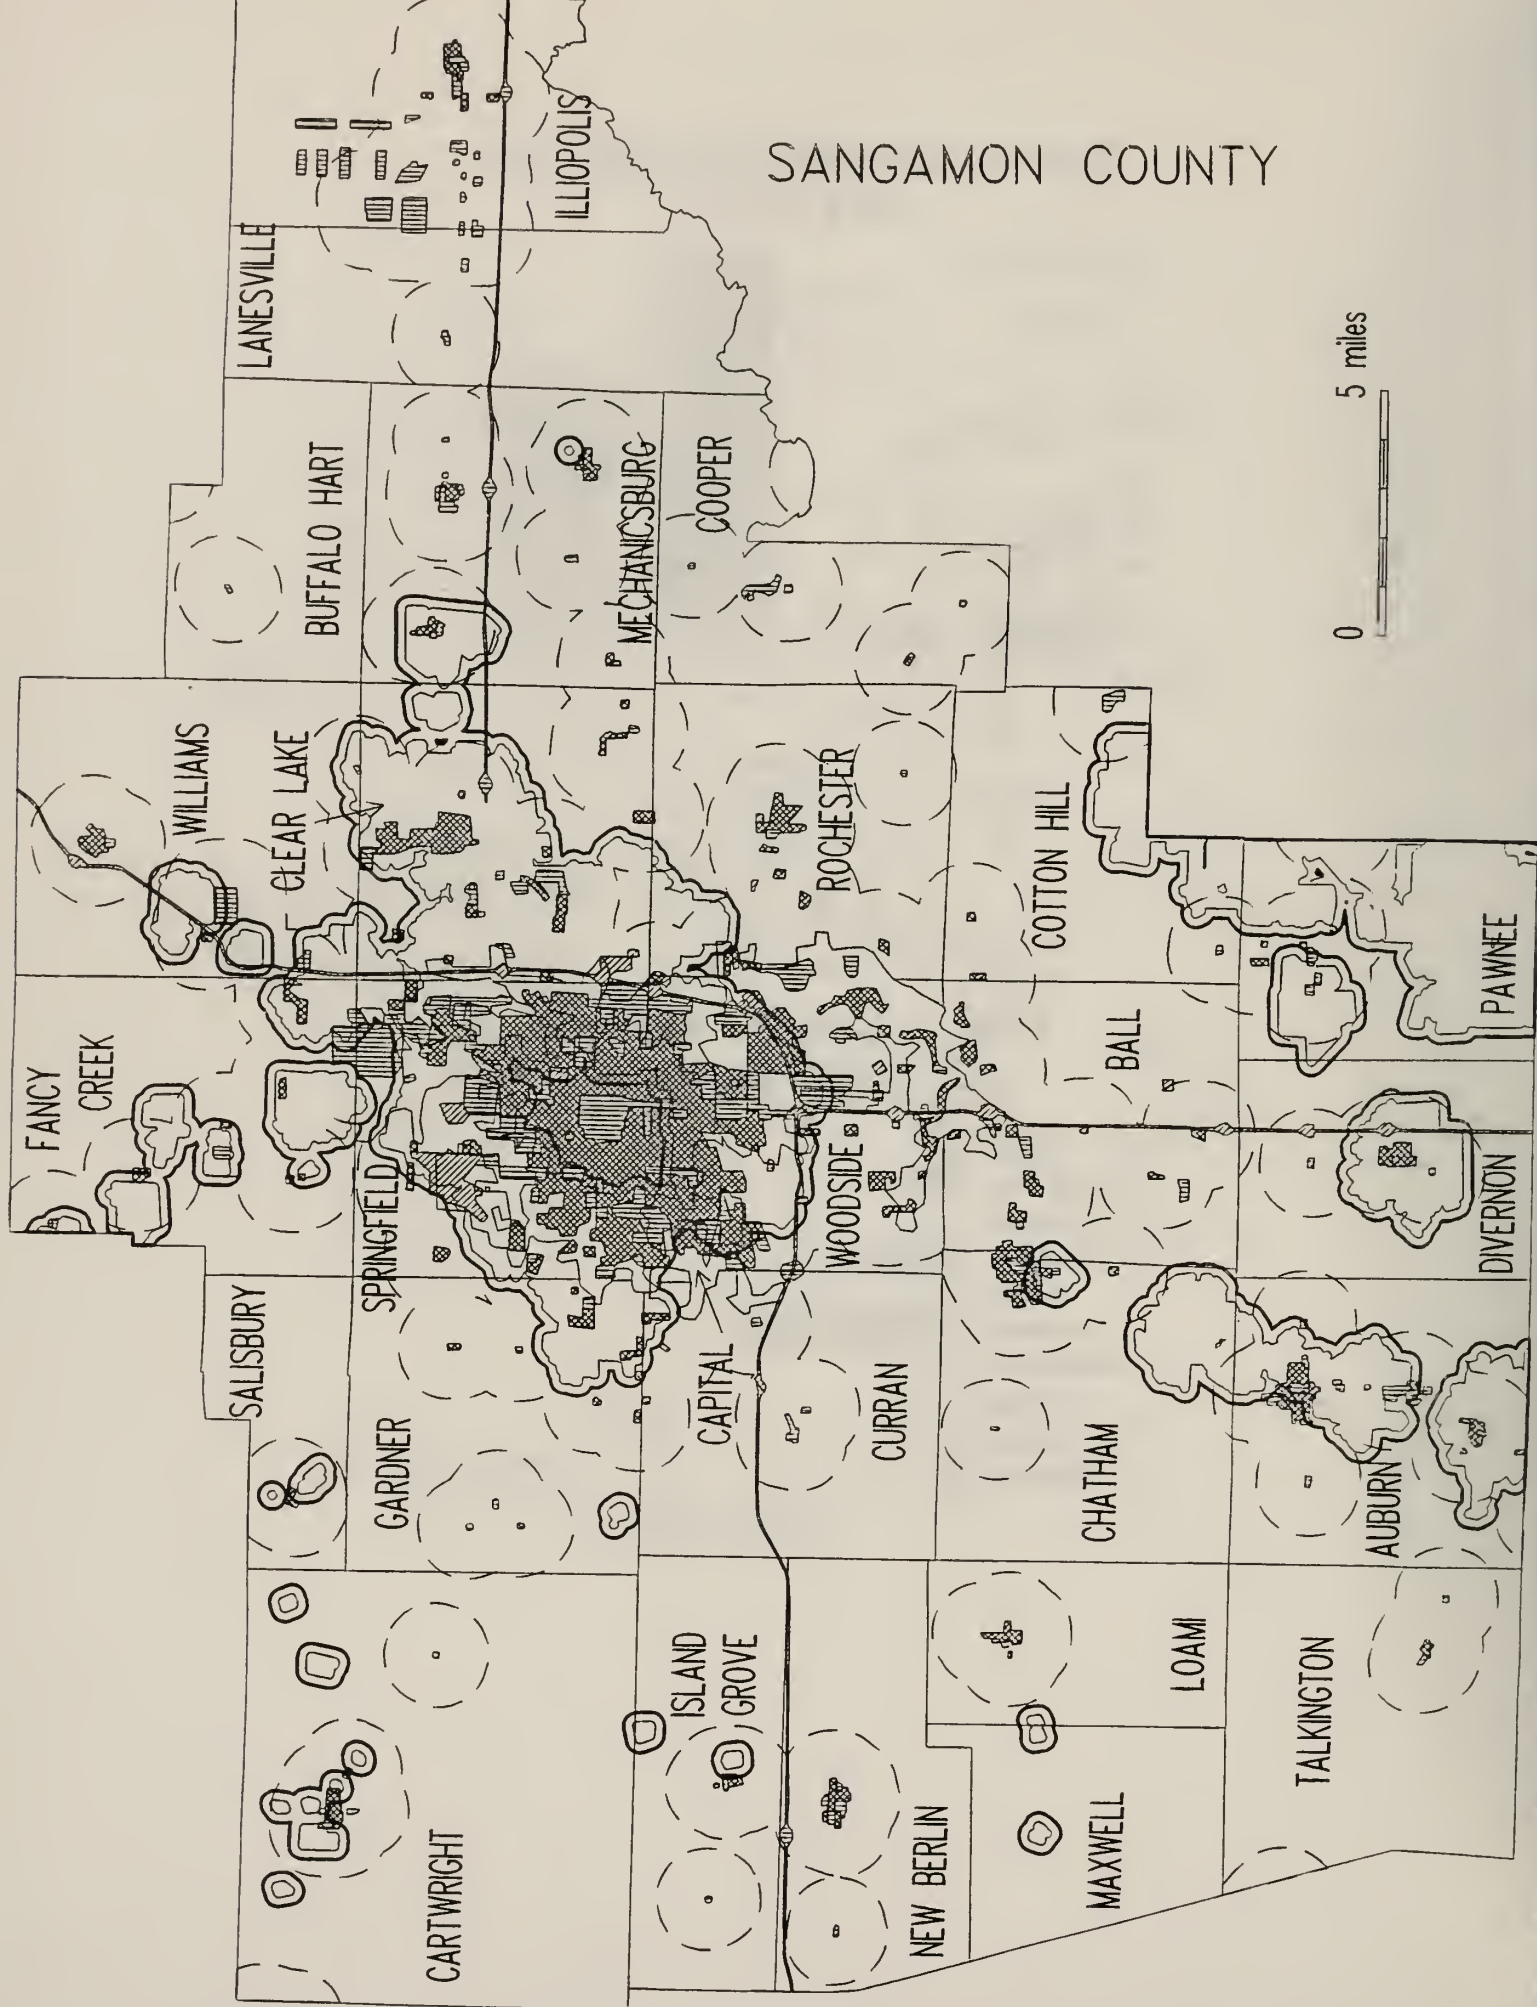 SANGAMON COUNTY
ILLIOPOLIS
LANESVILLE
BUFFALO HART
MECHANICSBURG
COOPER
WILLIAMS
CLEAR LAKE
ROCHESTER
COTTON HILL
FANCY
CREEK
SPRINGFIELD
WOODSIDE
BALL
PAWNEE
DIVERNON
SALISBURY
GARDNER
CAPITAL
CURRAN
CHATHAM
AUBURN
CARTWRIGHT
ISLAND
GROVE
NEW BERLIN
LOAMI
MAXWELL
TALKINGTON
0
5 miles